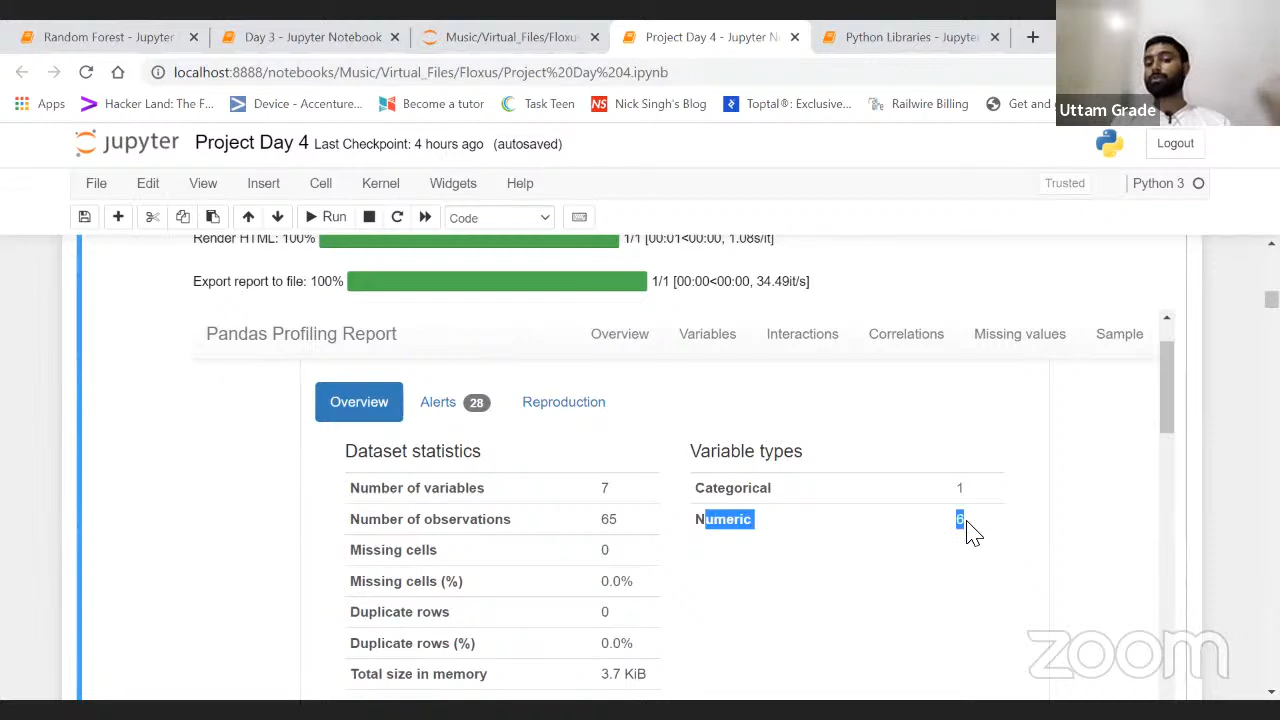 Random Forest - Jupyter
Day 3 - Jupyter Notebook
Music/Virtual_Files/Floxus
Project Day 4 - Jupyter N
Python Libraries - Jupyter
localhost:8888/notebooks/Music/Virtual_Files/Floxus/Project%20Day%204.ipynb
Apps
Hacker Land: The F...
Device - Accenture...
Become a tutor
Task Teen
NS
Nick Singh's Blog
Toptal®: Exclusive...
Railwire Billing
Get and
Uttam Grade
jupyter
Project Day 4
Last Checkpoint: 4 hours ago
(autosaved)
Logout
File
Edit
View
Insert
Cell
Kernel
Widgets
Help
Trusted
Python 3
Run
Code
Render HTML: 100%
1/1 [00:01<00:00, 1.08s/it]
Export report to file: 100%
1/1 [00:00<00:00, 34.49it/s]
Pandas Profiling Report
Overview
Variables
Interactions
Correlations
Missing values
Sample
Overview
Alerts 28
Reproduction
Dataset statistics
Number of variables 7
Number of observations 65
Missing cells 0
Missing cells (%) 0.0%
Duplicate rows 0
Duplicate rows (%) 0.0%
Total size in memory 3.7 KiB
Variable types
Categorical 1
Numeric 6
zoom